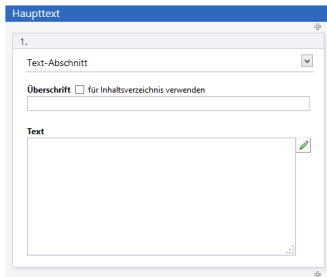 Haupttext
1.
Text-Abschnitt
Überschrift für Inhaltsverzeichnis verwenden
Text